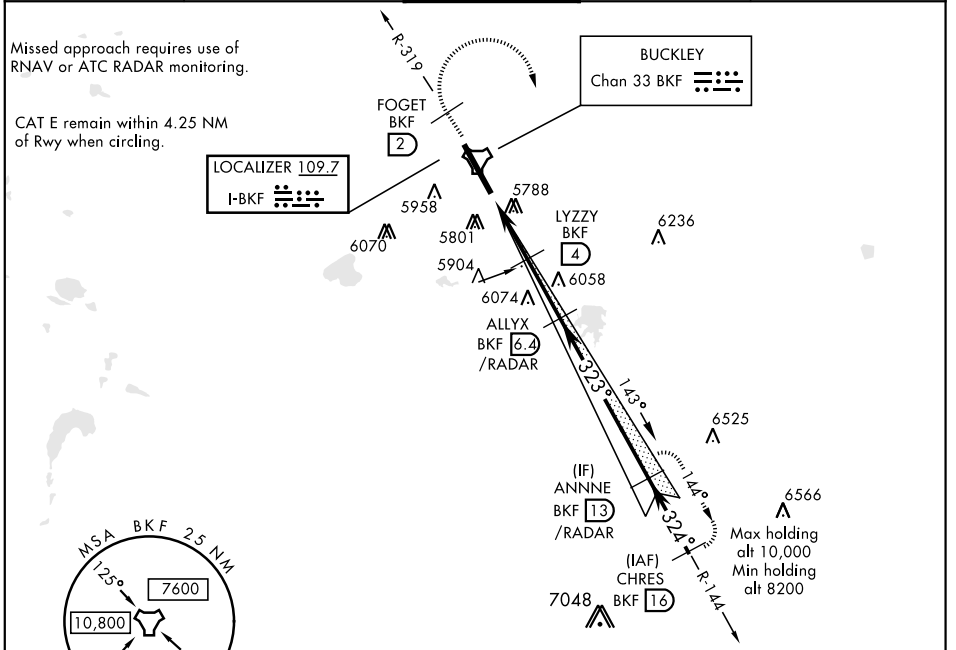 Missed approach requires use of
RNAV or ATC RADAR monitoring.
CAT E remain within 4.25 NM
of Rwy when circling.
R-319
BUCKLEY
Chan 33 BKF
FOGET
BKF
2
LOCALIZER 109.7
I-BKF
5958
6070
5801
5788
5904
LYZZY
BKF
4
6236
6058
6074
ALLYX
BKF 6.4
/RADAR
323°
143°
6525
(IF)
ANNNE
BKF 13
/RADAR
144°
324°
6566
Max holding
alt 10,000
Min holding
alt 8200
(IAF)
CHRES
BKF 16
R-144
7048
MSA BKF 25 NM
125°
7600
10,800